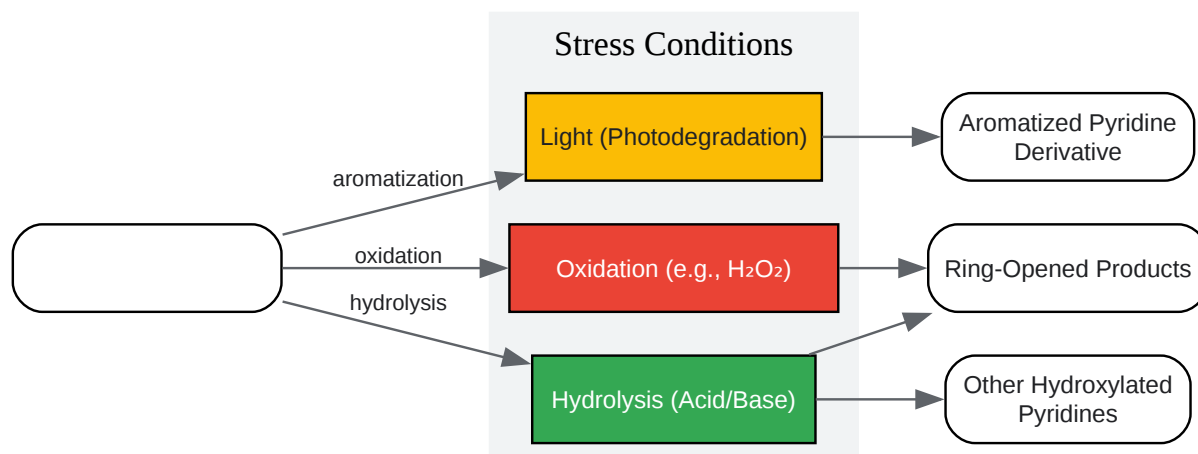 Stress Conditions
Light (Photodegradation)
Aromatized Pyridine
Derivative
aromatization
oxidation
Oxidation (e.g., H₂O₂)
Ring-Opened Products
hydrolysis
Hydrolysis (Acid/Base)
Other Hydroxylated
Pyridines